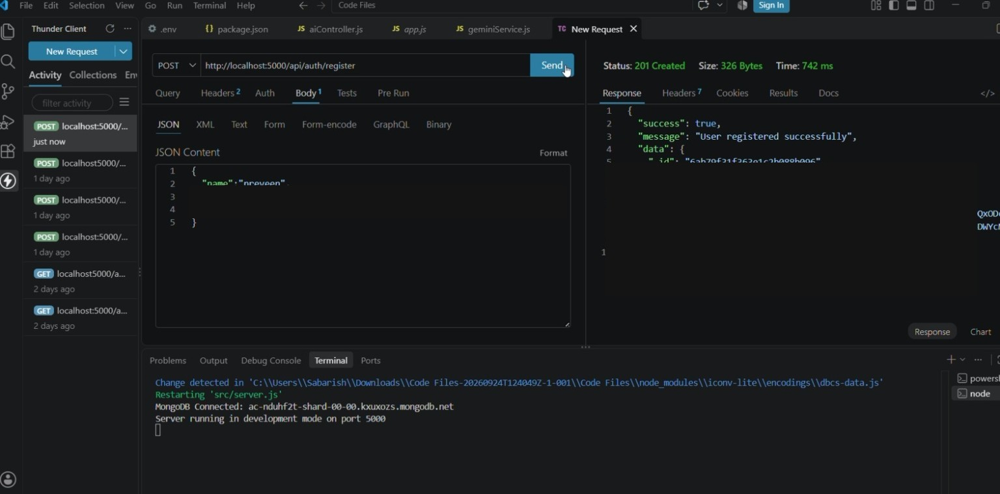 File Edit Selection View Go Run Terminal Help Code Files Sign In
Thunder Client
.env package.json JS aiController.js JS app.js JS geminiService.js TC New Request
New Request
Activity Collections
filter activity
POST localhost:5000/...
just now
POST localhost5000/...
1 day ago
POST localhost5000/...
1 day ago
POST localhost:5000/...
1 day ago
GET localhost5000/a...
2 days ago
GET localhost:5000/a...
2 days ago
POST http://localhost:5000/api/auth/register Send
Query Headers 2 Auth Body 1 Tests Pre Run
JSON XML Text Form Form-encode GraphQL Binary
JSON Content Format
1 {
2 "name":"preveen",
3
4
5 }
Status: 201 Created Size: 326 Bytes Time: 742 ms
Response Headers 7 Cookies Results Docs </>
1 {
2 "success": true,
3 "message": "User registered successfully",
4 "data": {
5
1
Response Chart
Problems Output Debug Console Terminal Ports
Change detected in 'C:\\Users\\Sabarish\\Downloads\\Code Files-20260924T124049Z-1-001\\Code Files\\node_modules\\iconv-lite\\encodings\\dbcs-data.js'
Restarting 'src/server.js'
MongoDB Connected: ac-nduhf2t-shard-00-00.kxuxozs.mongodb.net
Server running in development mode on port 5000
node